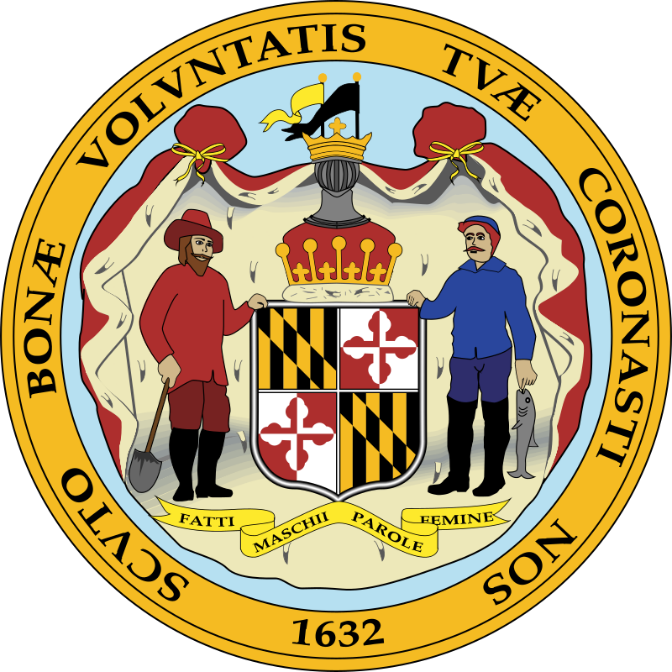 SCVTO BONÆ VOLVNTATIS TVÆ CORONASTI NOS
FATTI MASCHII PAROLE FEMINE
1632